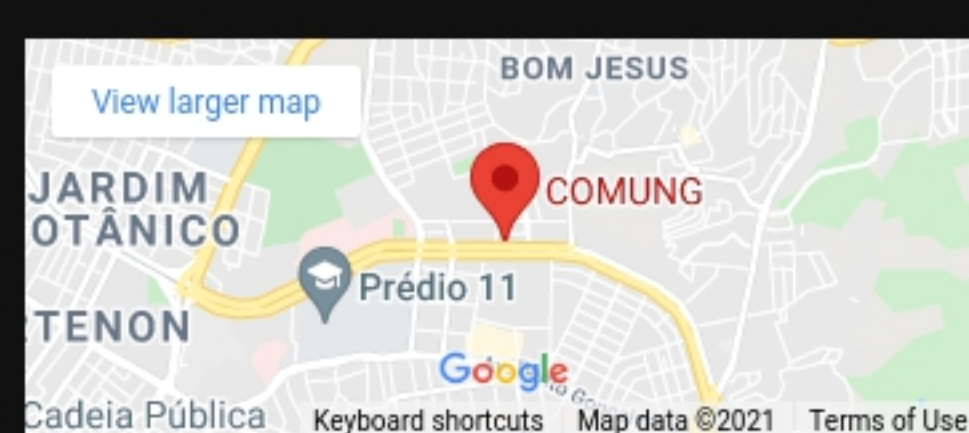 BOM JESUS
View larger map
JARDIM
OTÂNICO
COMUNG
Prédio 11
TENON
Google
Cadeia Pública
Keyboard shortcuts
Map data ©2021
Terms of Use